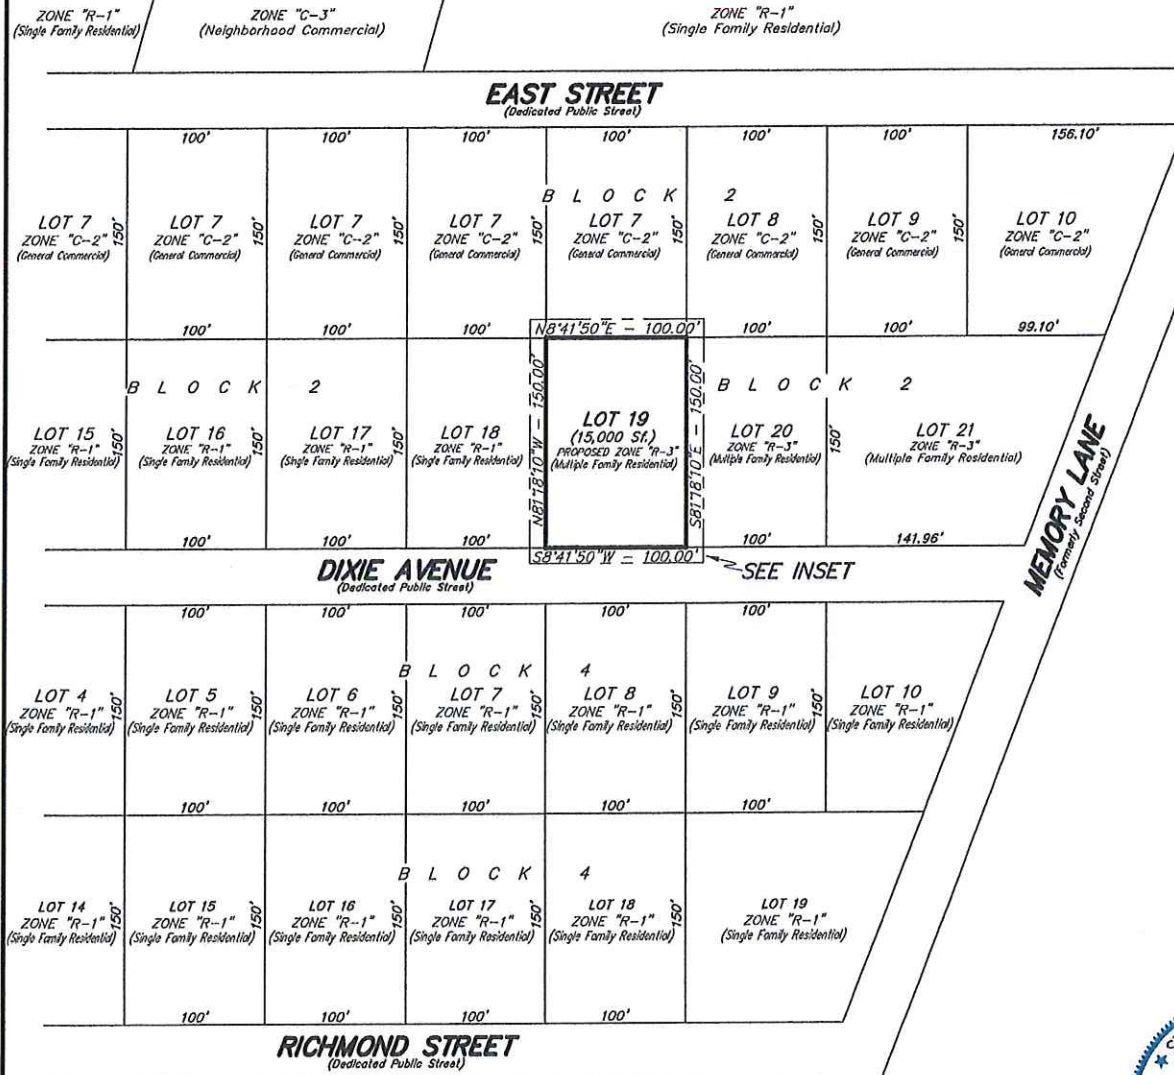 ZONE "R-1"
(Single Family Residential)
ZONE "C-3"
(Neighborhood Commercial)
ZONE "R-1"
(Single Family Residential)
EAST STREET
(Dedicated Public Street)
100' 100' 100' 100' 100' 100' 156.10'
B L O C K 2
LOT 7
ZONE "C-2"
(General Commercial)
150'
LOT 7
ZONE "C-2"
(General Commercial)
150'
LOT 7
ZONE "C-2"
(General Commercial)
150'
LOT 7
ZONE "C-2"
(General Commercial)
150'
LOT 7
ZONE "C-2"
(General Commercial)
150'
LOT 8
ZONE "C-2"
(General Commercial)
150'
LOT 9
ZONE "C-2"
(General Commercial)
150'
LOT 10
ZONE "C-2"
(General Commercial)
100' 100' 100' N8°41'50"E - 100.00' 100' 100' 99.10'
B L O C K 2
B L O C K 2
LOT 15
ZONE "R-1"
(Single Family Residential)
150'
LOT 16
ZONE "R-1"
(Single Family Residential)
150'
LOT 17
ZONE "R-1"
(Single Family Residential)
150'
LOT 18
ZONE "R-1"
(Single Family Residential)
N81°18'10"W - 150.00'
LOT 19
(15,000 Sf.)
PROPOSED ZONE "R-3"
(Multiple Family Residential)
S81°18'10"E - 150.00'
LOT 20
ZONE "R-3"
(Multiple Family Residential)
150'
LOT 21
ZONE "R-3"
(Multiple Family Residential)
100' 100' 100' S8°41'50"W - 100.00' 100' 141.96'
SEE INSET
DIXIE AVENUE
(Dedicated Public Street)
MEMORY LANE
(Formerly Second Street)
100' 100' 100' 100' 100'
B L O C K 4
LOT 4
ZONE "R-1"
(Single Family Residential)
150'
LOT 5
ZONE "R-1"
(Single Family Residential)
150'
LOT 6
ZONE "R-1"
(Single Family Residential)
150'
LOT 7
ZONE "R-1"
(Single Family Residential)
150'
LOT 8
ZONE "R-1"
(Single Family Residential)
150'
LOT 9
ZONE "R-1"
(Single Family Residential)
150'
LOT 10
ZONE "R-1"
(Single Family Residential)
100' 100' 100' 100' 100'
B L O C K 4
LOT 14
ZONE "R-1"
(Single Family Residential)
150'
LOT 15
ZONE "R-1"
(Single Family Residential)
150'
LOT 16
ZONE "R-1"
(Single Family Residential)
150'
LOT 17
ZONE "R-1"
(Single Family Residential)
150'
LOT 18
ZONE "R-1"
(Single Family Residential)
150'
LOT 19
ZONE "R-1"
(Single Family Residential)
100' 100' 100' 100'
RICHMOND STREET
(Dedicated Public Street)